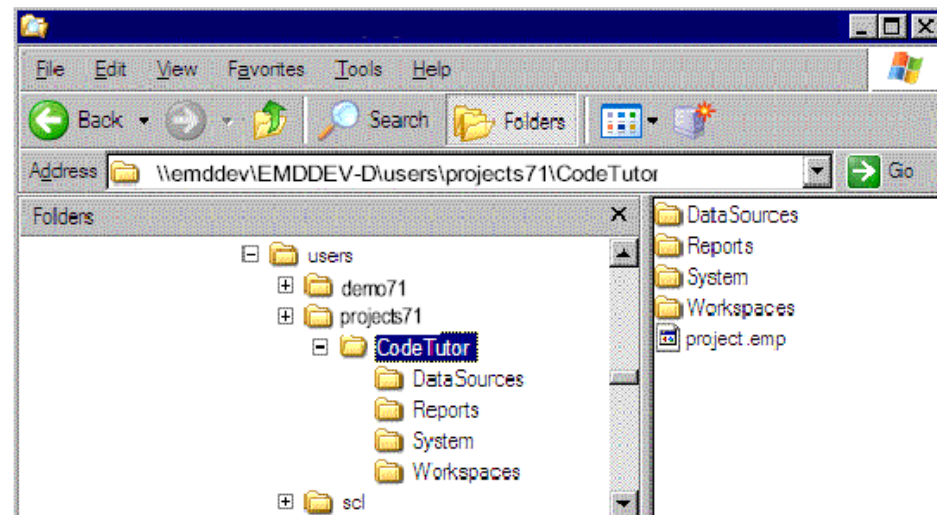 File Edit View Favorites Tools Help
Back Search Folders
Address \\emddev\EMDDEV-D\users\projects71\CodeTutor Go
Folders
users
demo71
projects71
CodeTutor
DataSources
Reports
System
Workspaces
scl
DataSources
Reports
System
Workspaces
project.emp